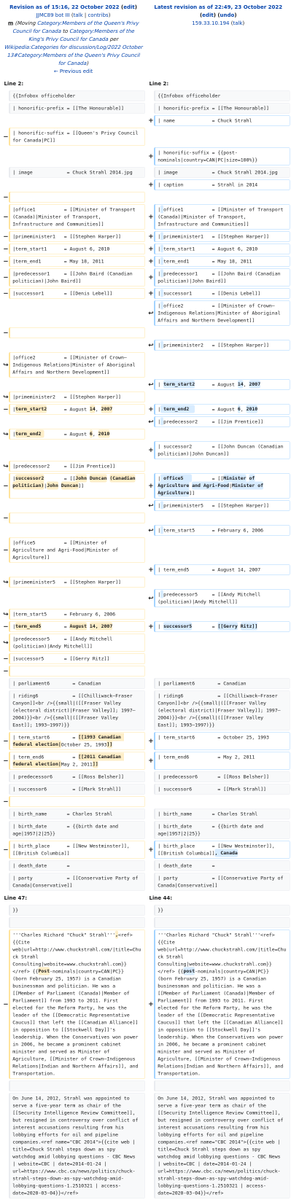 Revision as of 15:16, 22 October 2022 (edit)
JJMC89 bot III (talk | contribs)
m (Moving Category:Members of the Queen's Privy
Council for Canada to Category:Members of the
King's Privy Council for Canada per
Wikipedia:Categories for discussion/Log/2022 October
13#Category:Members of the Queen's Privy Council
for Canada)
← Previous edit
Latest revision as of 22:49, 23 October 2022
(edit) (undo)
159.33.10.194 (talk)
Line 2:
{{Infobox officeholder
| honorific-prefix = [[The Honourable]]
| honorific-suffix = [[Queen's Privy Council
for Canada|PC]]
| image = Chuck Strahl 2014.jpg
|office1 = [[Minister of Transport
(Canada)|Minister of Transport,
Infrastructure and Communities]]
|primeminister1 = [[Stephen Harper]]
|term_start1 = August 6, 2010
|term_end1 = May 18, 2011
|predecessor1 = [[John Baird (Canadian
politician)|John Baird]]
|successor1 = [[Denis Lebel]]
|office2 = [[Minister of Crown–
Indigenous Relations|Minister of Aboriginal
Affairs and Northern Development]]
|primeminister2 = [[Stephen Harper]]
|term_start2 = August 14, 2007
|term_end2 = August 6, 2010
|predecessor2 = [[Jim Prentice]]
|successor2 = [[John Duncan (Canadian
politician)|John Duncan]]
|office5 = [[Minister of
Agriculture and Agri-Food|Minister of
Agriculture]]
|primeminister5 = [[Stephen Harper]]
|term_start5 = February 6, 2006
|term_end5 = August 14, 2007
|predecessor5 = [[Andy Mitchell
(politician)|Andy Mitchell]]
|successor5 = [[Gerry Ritz]]
| parliament6 = Canadian
| riding6 = [[Chilliwack—Fraser
Canyon]]<br />{{small|([[Fraser Valley
(electoral district)|Fraser Valley]]; 1997–
2004)}}<br />{{small|([[Fraser Valley
East]]; 1993–1997)}}
| term_start6 = [[1993 Canadian
federal election|October 25, 1993]]
| term_end6 = [[2011 Canadian
federal election|May 2, 2011]]
| predecessor6 = [[Ross Belsher]]
| successor6 = [[Mark Strahl]]
| birth_name = Charles Strahl
| birth_date = {{birth date and
age|1957|2|25}}
| birth_place = [[New Westminster]],
[[British Columbia]]
| death_date =
| party = [[Conservative Party of
Canada|Conservative]]
Line 47:
}}
'''Charles Richard "Chuck" Strahl''',<ref>
{{Cite
web|url=http://www.chuckstrahl.com/|title=Chu
ck Strahl
Consulting|website=www.chuckstrahl.com}}
</ref> {{Post-nominals|country=CAN|PC}}
(born February 25, 1957) is a Canadian
businessman and politician. He was a
[[Member of Parliament (Canada)|Member of
Parliament]] from 1993 to 2011. First
elected for the Reform Party, he was the
leader of the [[Democratic Representative
Caucus]] that left the [[Canadian Alliance]]
in opposition to [[Stockwell Day]]'s
leadership. When the Conservatives won power
in 2006, he became a prominent cabinet
minister and served as Minister of
Agriculture, [[Minister of Crown–Indigenous
Relations|Indian and Northern Affairs]], and
Transportation.
On June 14, 2012, Strahl was appointed to
serve a five-year term as chair of the
[[Security Intelligence Review Committee]],
but resigned in controversy over conflict of
interest accusations resulting from his
lobbying efforts for oil and pipeline
companies.<ref name="CBC 2014">{{cite web |
title=Chuck Strahl steps down as spy
watchdog amid lobbying questions - CBC News
| website=CBC | date=2014-01-24 |
url=https://www.cbc.ca/news/politics/chuck-
strahl-steps-down-as-spy-watchdog-amid-
lobbying-questions-1.2510321 | access-
date=2020-03-04}}</ref>
Line 2:
{{Infobox officeholder
| honorific-prefix = [[The Honourable]]
| name = Chuck Strahl
| honorific-suffix = {{post-
nominals|country=CAN|PC|size=100%}}
| image = Chuck Strahl 2014.jpg
| caption = Strahl in 2014
| office1 = [[Minister of Transport
(Canada)|Minister of Transport,
Infrastructure and Communities]]
| primeminister1 = [[Stephen Harper]]
| term_start1 = August 6, 2010
| term_end1 = May 18, 2011
| predecessor1 = [[John Baird (Canadian
politician)|John Baird]]
| successor1 = [[Denis Lebel]]
| office2 = [[Minister of Crown–
Indigenous Relations|Minister of Aboriginal
Affairs and Northern Development]]
| primeminister2 = [[Stephen Harper]]
| term_start2 = August 14, 2007
| term_end2 = August 6, 2010
| predecessor2 = [[Jim Prentice]]
| successor2 = [[John Duncan (Canadian
politician)|John Duncan]]
| office5 = [[Minister of
Agriculture and Agri-Food|Minister of
Agriculture]]
| primeminister5 = [[Stephen Harper]]
| term_start5 = February 6, 2006
| term_end5 = August 14, 2007
| predecessor5 = [[Andy Mitchell
(politician)|Andy Mitchell]]
| successor5 = [[Gerry Ritz]]
| parliament6 = Canadian
| riding6 = [[Chilliwack—Fraser
Canyon]]<br />{{small|([[Fraser Valley
(electoral district)|Fraser Valley]]; 1997–
2004)}}<br />{{small|([[Fraser Valley
East]]; 1993–1997)}}
| term_start6 = October 25, 1993
| term_end6 = May 2, 2011
| predecessor6 = [[Ross Belsher]]
| successor6 = [[Mark Strahl]]
| birth_name = Charles Strahl
| birth_date = {{birth date and
age|1957|2|25}}
| birth_place = [[New Westminster]],
[[British Columbia]], Canada
| death_date =
| party = [[Conservative Party of
Canada|Conservative]]
Line 44:
}}
'''Charles Richard "Chuck" Strahl'''<ref>
{{Cite
web|url=http://www.chuckstrahl.com/|title=Chu
ck Strahl
Consulting|website=www.chuckstrahl.com}}
</ref> {{post-nominals|country=CAN|PC}}
(born February 25, 1957) is a Canadian
businessman and politician. He was a
[[Member of Parliament (Canada)|Member of
Parliament]] from 1993 to 2011. First
elected for the Reform Party, he was the
leader of the [[Democratic Representative
Caucus]] that left the [[Canadian Alliance]]
in opposition to [[Stockwell Day]]'s
leadership. When the Conservatives won power
in 2006, he became a prominent cabinet
minister and served as Minister of
Agriculture, [[Minister of Crown–Indigenous
Relations|Indian and Northern Affairs]], and
Transportation.
On June 14, 2012, Strahl was appointed to
serve a five-year term as chair of the
[[Security Intelligence Review Committee]],
but resigned in controversy over conflict of
interest accusations resulting from his
lobbying efforts for oil and pipeline
companies.<ref name="CBC 2014">{{cite web |
title=Chuck Strahl steps down as spy
watchdog amid lobbying questions - CBC News
| website=CBC | date=2014-01-24 |
url=https://www.cbc.ca/news/politics/chuck-
strahl-steps-down-as-spy-watchdog-amid-
lobbying-questions-1.2510321 | access-
date=2020-03-04}}</ref>